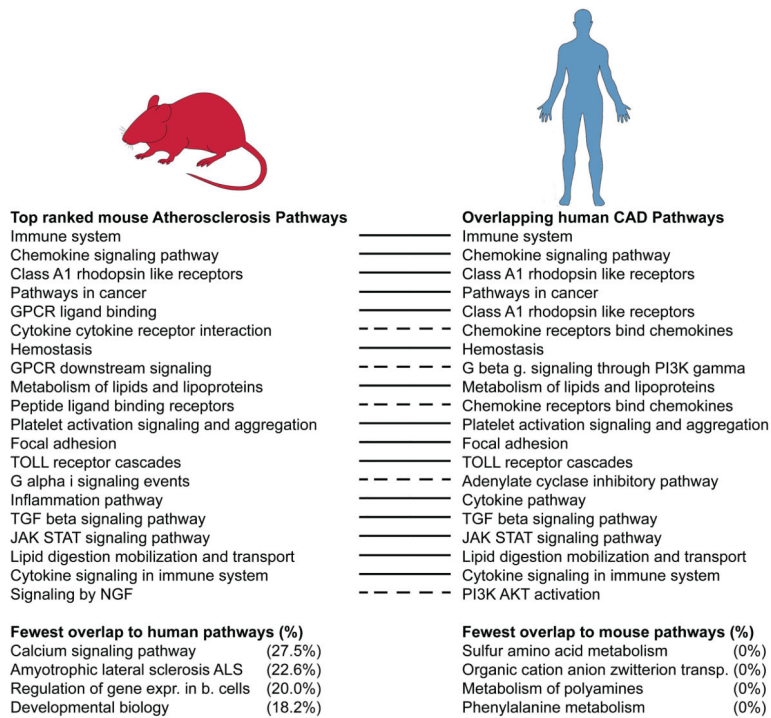 Top ranked mouse Atherosclerosis Pathways Overlapping human CAD Pathways
Immune system Immune system
Chemokine signaling pathway Chemokine signaling pathway
Class A1 rhodopsin like receptors Class A1 rhodopsin like receptors
Pathways in cancer Pathways in cancer
GPCR ligand binding Class A1 rhodopsin like receptors
Cytokine cytokine receptor interaction Chemokine receptors bind chemokines
Hemostasis Hemostasis
GPCR downstream signaling G beta g. signaling through PI3K gamma
Metabolism of lipids and lipoproteins Metabolism of lipids and lipoproteins
Peptide ligand binding receptors Chemokine receptors bind chemokines
Platelet activation signaling and aggregation Platelet activation signaling and aggregation
Focal adhesion Focal adhesion
TOLL receptor cascades TOLL receptor cascades
G alpha i signaling events Adenylate cyclase inhibitory pathway
Inflammation pathway Cytokine pathway
TGF beta signaling pathway TGF beta signaling pathway
JAK STAT signaling pathway JAK STAT signaling pathway
Lipid digestion mobilization and transport Lipid digestion mobilization and transport
Cytokine signaling in immune system Cytokine signaling in immune system
Signaling by NGF PI3K AKT activation
Fewest overlap to human pathways (%) Fewest overlap to mouse pathways (%)
Calcium signaling pathway (27.5%) Sulfur amino acid metabolism (0%)
Amyotrophic lateral sclerosis ALS (22.6%) Organic cation anion zwitterion transp. (0%)
Regulation of gene expr. in b. cells (20.0%) Metabolism of polyamines (0%)
Developmental biology (18.2%) Phenylalanine metabolism (0%)